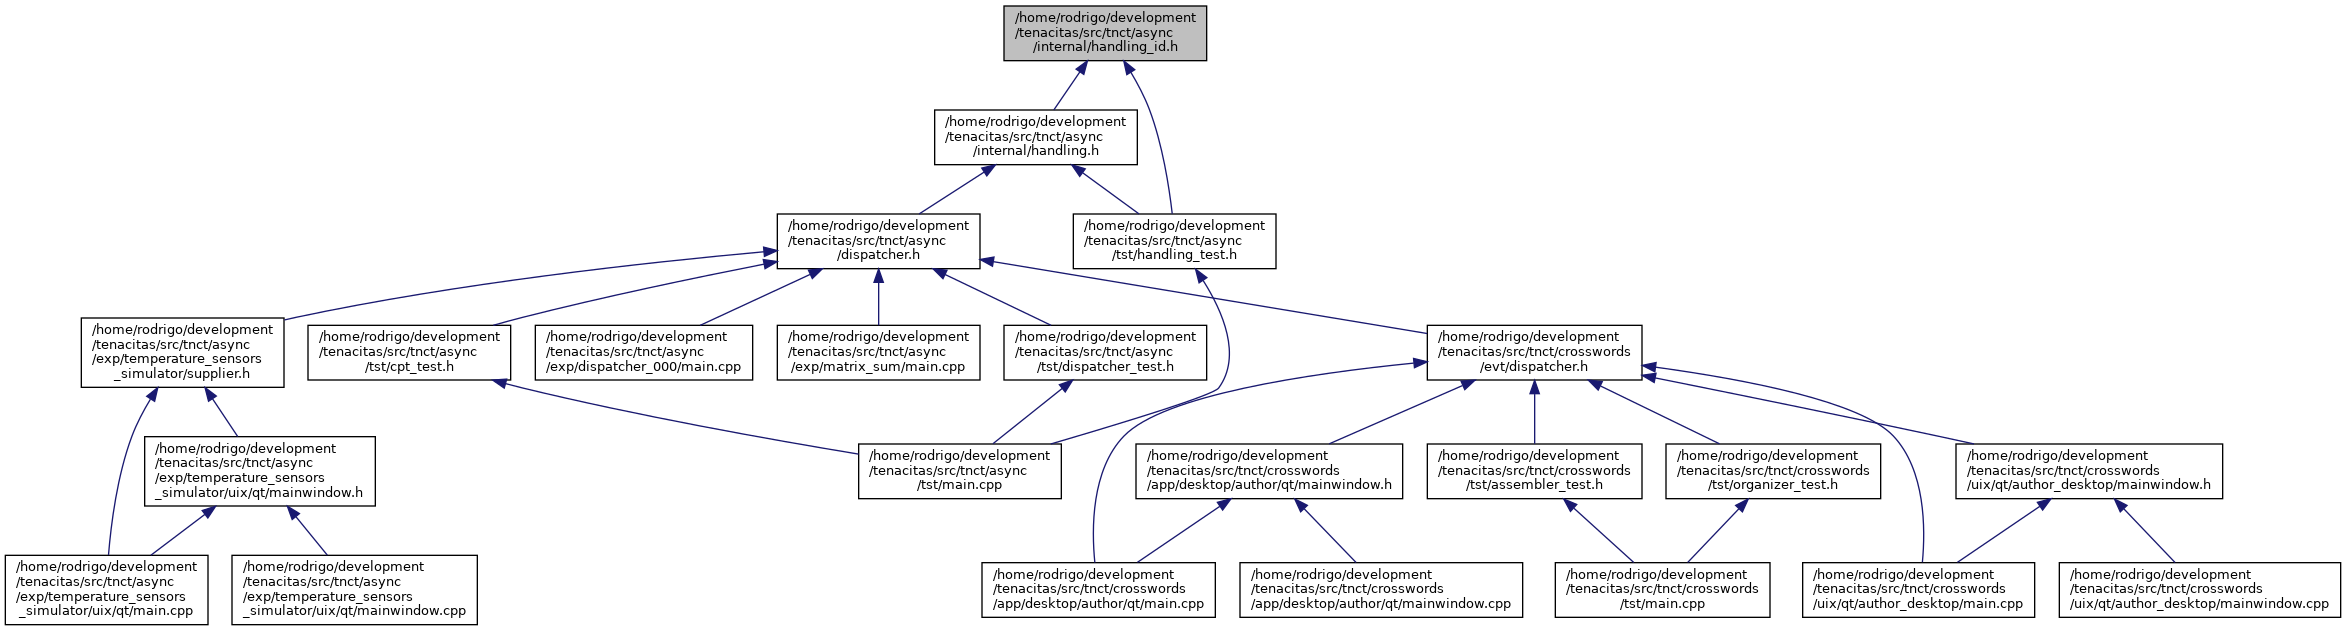 /home/rodrigo/development
/tenacitas/src/tnct/async
/internal/handling_id.h
/home/rodrigo/development
/tenacitas/src/tnct/async
/internal/handling.h
/home/rodrigo/development
/tenacitas/src/tnct/async
/dispatcher.h
/home/rodrigo/development
/tenacitas/src/tnct/async
/tst/handling_test.h
/home/rodrigo/development
/tenacitas/src/tnct/async
/exp/temperature_sensors
_simulator/supplier.h
/home/rodrigo/development
/tenacitas/src/tnct/async
/tst/cpt_test.h
/home/rodrigo/development
/tenacitas/src/tnct/async
/exp/dispatcher_000/main.cpp
/home/rodrigo/development
/tenacitas/src/tnct/async
/exp/matrix_sum/main.cpp
/home/rodrigo/development
/tenacitas/src/tnct/async
/tst/dispatcher_test.h
/home/rodrigo/development
/tenacitas/src/tnct/crosswords
/evt/dispatcher.h
/home/rodrigo/development
/tenacitas/src/tnct/async
/exp/temperature_sensors
_simulator/uix/qt/mainwindow.h
/home/rodrigo/development
/tenacitas/src/tnct/async
/tst/main.cpp
/home/rodrigo/development
/tenacitas/src/tnct/crosswords
/app/desktop/author/qt/mainwindow.h
/home/rodrigo/development
/tenacitas/src/tnct/crosswords
/tst/assembler_test.h
/home/rodrigo/development
/tenacitas/src/tnct/crosswords
/tst/organizer_test.h
/home/rodrigo/development
/tenacitas/src/tnct/crosswords
/uix/qt/author_desktop/mainwindow.h
/home/rodrigo/development
/tenacitas/src/tnct/async
/exp/temperature_sensors
_simulator/uix/qt/main.cpp
/home/rodrigo/development
/tenacitas/src/tnct/async
/exp/temperature_sensors
_simulator/uix/qt/mainwindow.cpp
/home/rodrigo/development
/tenacitas/src/tnct/crosswords
/app/desktop/author/qt/main.cpp
/home/rodrigo/development
/tenacitas/src/tnct/crosswords
/app/desktop/author/qt/mainwindow.cpp
/home/rodrigo/development
/tenacitas/src/tnct/crosswords
/tst/main.cpp
/home/rodrigo/development
/tenacitas/src/tnct/crosswords
/uix/qt/author_desktop/main.cpp
/home/rodrigo/development
/tenacitas/src/tnct/crosswords
/uix/qt/author_desktop/mainwindow.cpp